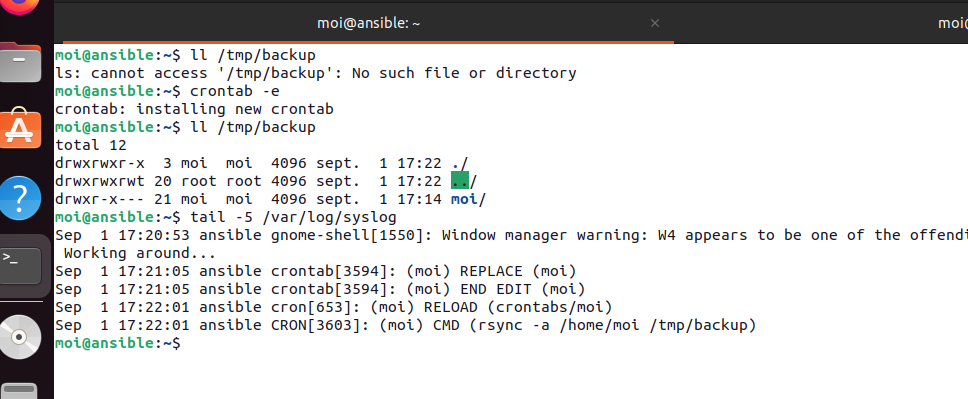 moi@ansible: ~ × moi@
moi@ansible:~$ ll /tmp/backup
ls: cannot access '/tmp/backup': No such file or directory
moi@ansible:~$ crontab -e
crontab: installing new crontab
moi@ansible:~$ ll /tmp/backup
total 12
drwxrwxr-x  3 moi  moi  4096 sept.  1 17:22 ./
drwxrwxrwt 20 root root 4096 sept.  1 17:22 ../
drwxr-x--- 21 moi  moi  4096 sept.  1 17:14 moi/
moi@ansible:~$ tail -5 /var/log/syslog
Sep  1 17:20:53 ansible gnome-shell[1550]: Window manager warning: W4 appears to be one of the offendi
 Working around...
Sep  1 17:21:05 ansible crontab[3594]: (moi) REPLACE (moi)
Sep  1 17:21:05 ansible crontab[3594]: (moi) END EDIT (moi)
Sep  1 17:22:01 ansible cron[653]: (moi) RELOAD (crontabs/moi)
Sep  1 17:22:01 ansible CRON[3603]: (moi) CMD (rsync -a /home/moi /tmp/backup)
moi@ansible:~$